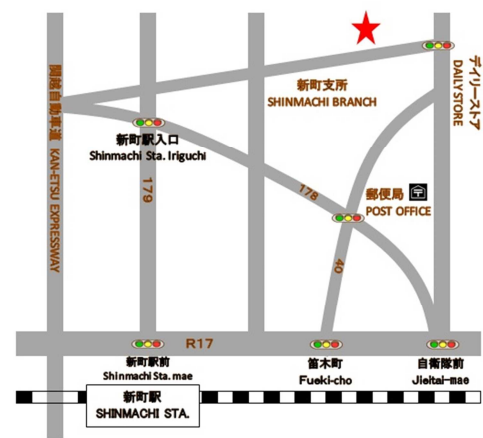 デイリーストア
DAILY STORE
新町支所
SHINMACHI BRANCH
関越自動車道 KAN-ETSU EXPRESSWAY
新町駅入口
Shinmachi Sta. Iriguchi
179
178
郵便局
POST OFFICE
40
R17
新町駅前
Shinmachi Sta. mae
笛木町
Fueki-cho
自衛隊前
Jieitai-mae
新町駅
SHINMACHI STA.